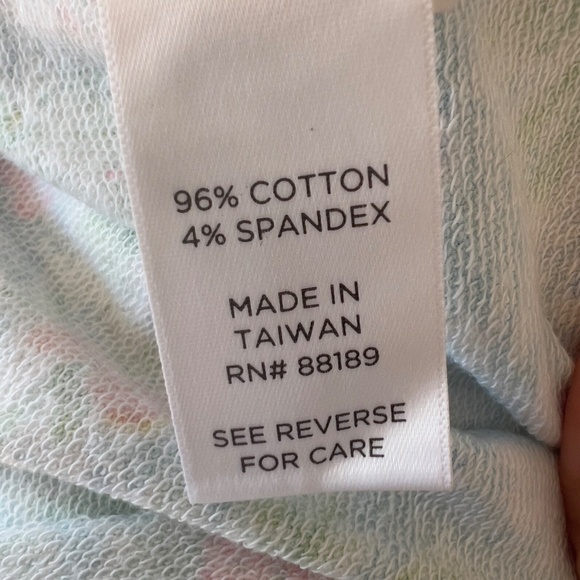 96% COTTON
4% SPANDEX
MADE IN
TAIWAN
RN# 88189
SEE REVERSE
FOR CARE